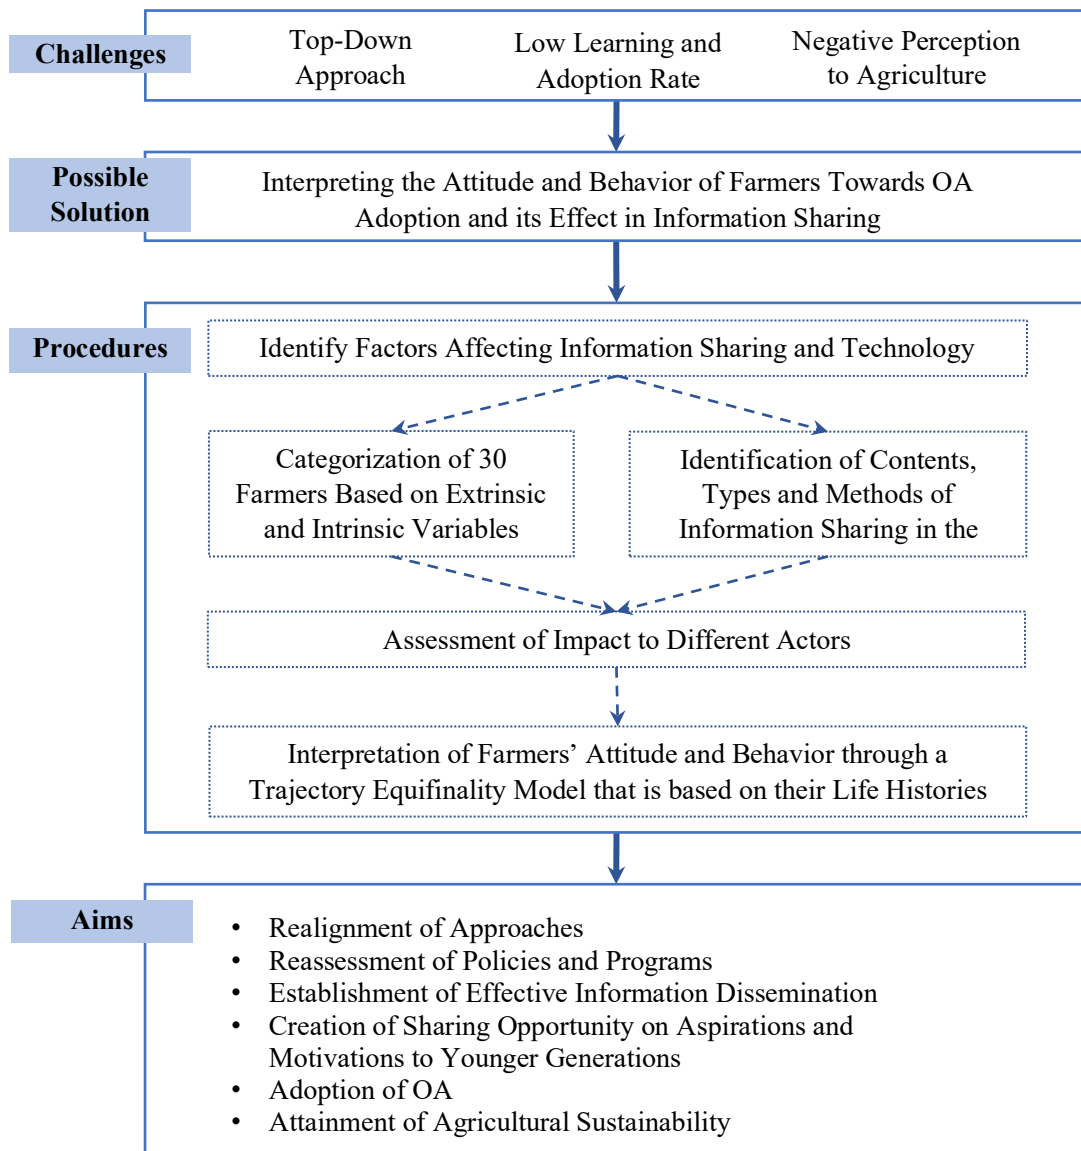 Challenges
Top-Down
Approach
Low Learning and
Adoption Rate
Negative Perception
to Agriculture
Possible
Solution
Interpreting the Attitude and Behavior of Farmers Towards OA
Adoption and its Effect in Information Sharing
Procedures
Identify Factors Affecting Information Sharing and Technology
Categorization of 30
Farmers Based on Extrinsic
and Intrinsic Variables
Identification of Contents,
Types and Methods of
Information Sharing in the
Assessment of Impact to Different Actors
Interpretation of Farmers’ Attitude and Behavior through a
Trajectory Equifinality Model that is based on their Life Histories
Aims
• Realignment of Approaches
• Reassessment of Policies and Programs
• Establishment of Effective Information Dissemination
• Creation of Sharing Opportunity on Aspirations and
Motivations to Younger Generations
• Adoption of OA
• Attainment of Agricultural Sustainability